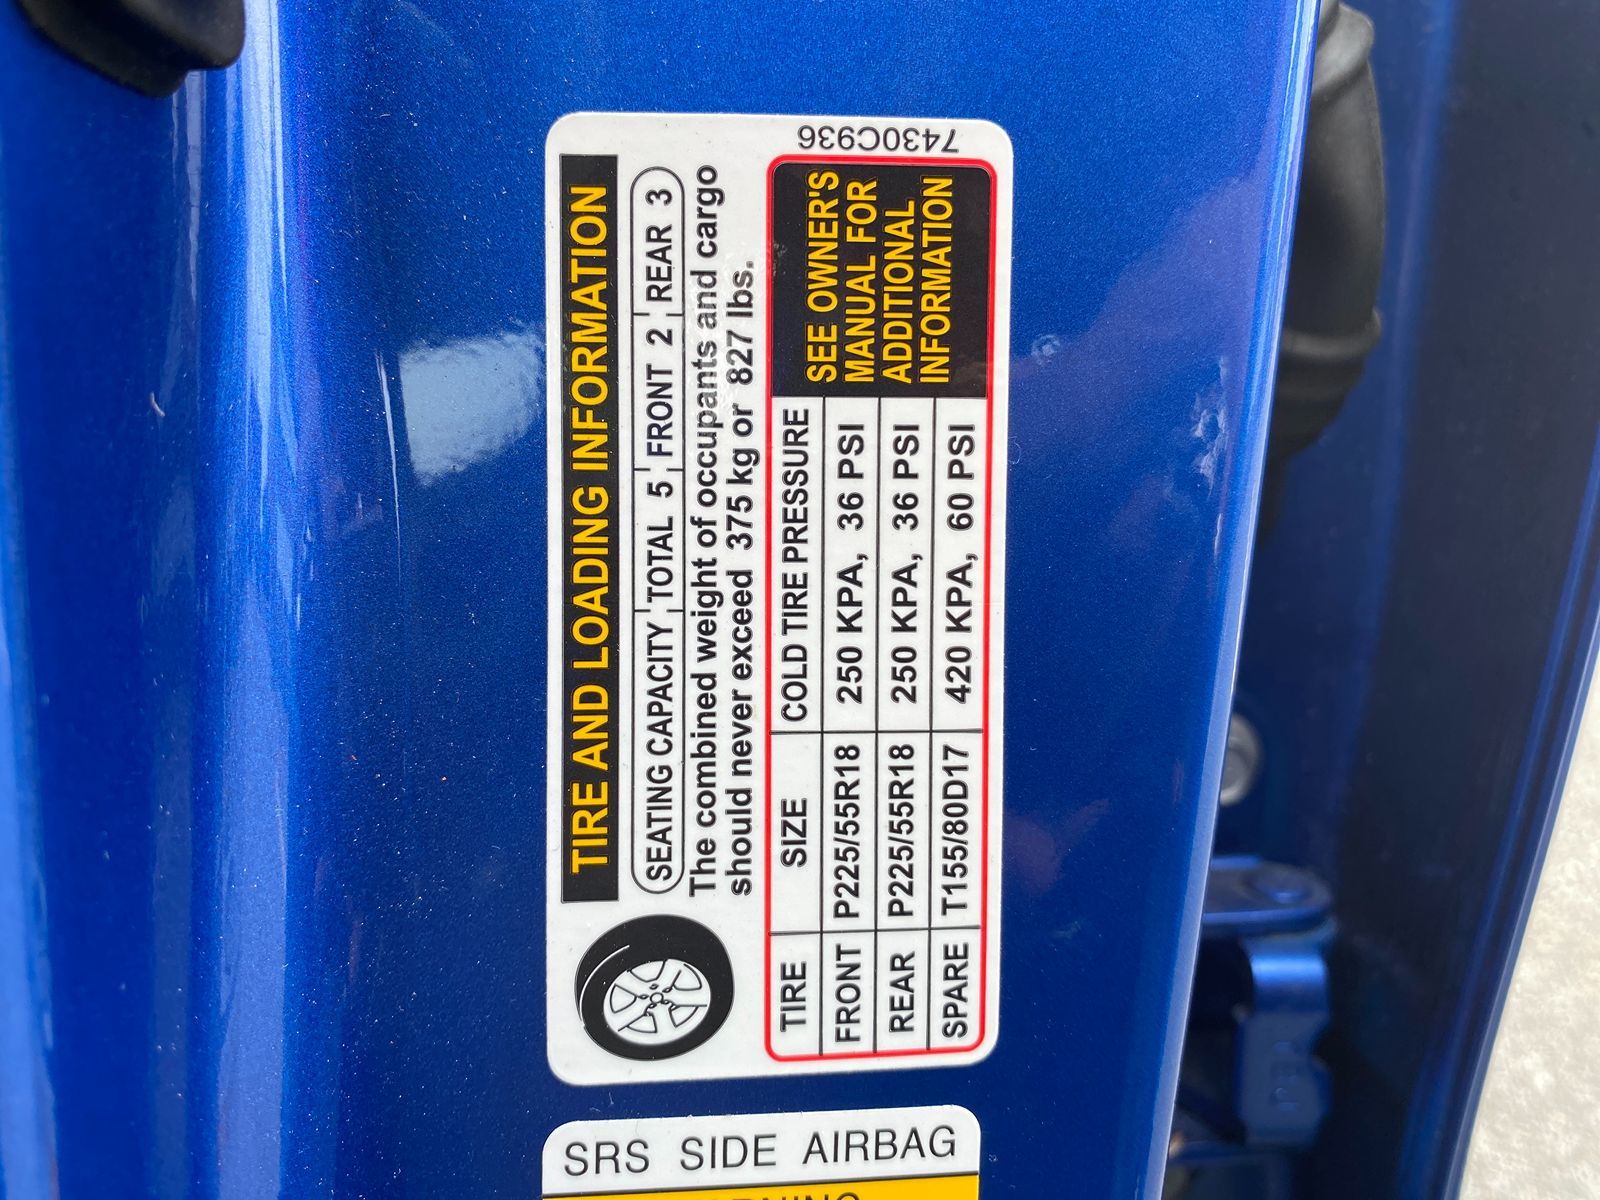 TIRE AND LOADING INFORMATION
SEATING CAPACITY TOTAL 5 FRONT 2 REAR 3
The combined weight of occupants and cargo
should never exceed 375 kg or 827 lbs.
TIRE SIZE COLD TIRE PRESSURE
FRONT P225/55R18 250 KPA, 36 PSI
REAR P225/55R18 250 KPA, 36 PSI
SPARE T155/80D17 420 KPA, 60 PSI
SEE OWNER'S
MANUAL FOR
ADDITIONAL
INFORMATION
7430C936
SRS SIDE AIRBAG